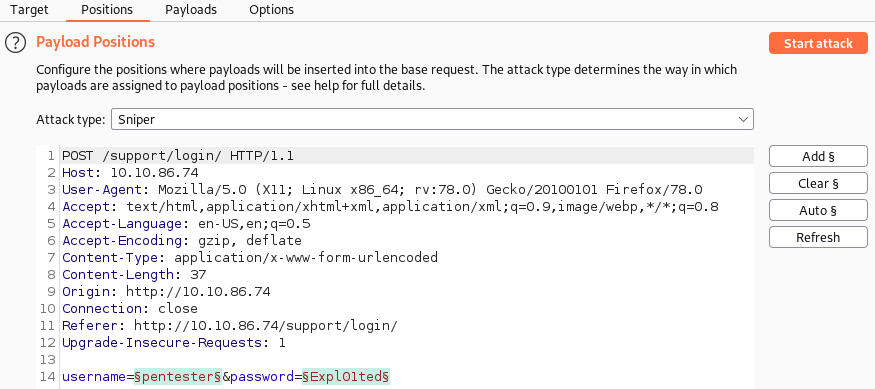 Target Positions Payloads Options
? Payload Positions Start attack
Configure the positions where payloads will be inserted into the base request. The attack type determines the way in which
payloads are assigned to payload positions - see help for full details.
Attack type: Sniper
1 POST /support/login/ HTTP/1.1
2 Host: 10.10.86.74
3 User-Agent: Mozilla/5.0 (X11; Linux x86_64; rv:78.0) Gecko/20100101 Firefox/78.0
4 Accept: text/html,application/xhtml+xml,application/xml;q=0.9,image/webp,*/*;q=0.8
5 Accept-Language: en-US,en;q=0.5
6 Accept-Encoding: gzip, deflate
7 Content-Type: application/x-www-form-urlencoded
8 Content-Length: 37
9 Origin: http://10.10.86.74
10 Connection: close
11 Referer: http://10.10.86.74/support/login/
12 Upgrade-Insecure-Requests: 1
13
14 username=§pentester§&password=§Expl01ted§
Add §
Clear §
Auto §
Refresh